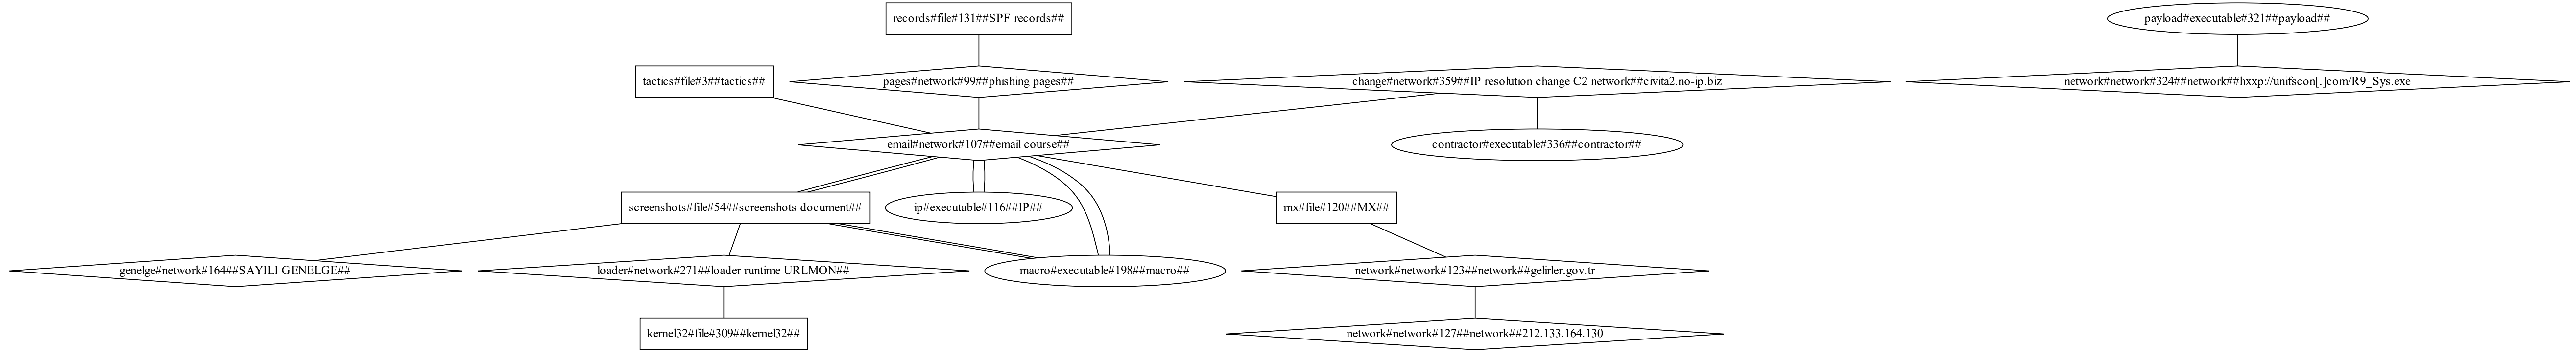 records#file#131##SPF records##
payload#executable#321##payload##
tactics#file#3##tactics##
pages#network#99##phishing pages##
change#network#359##IP resolution change C2 network##civita2.no-ip.biz
network#network#324##network##hxxp://unifscon[.]com/R9_Sys.exe
email#network#107##email course##
contractor#executable#336##contractor##
screenshots#file#54##screenshots document##
ip#executable#116##IP##
mx#file#120##MX##
genelge#network#164##SAYILI GENELGE##
loader#network#271##loader runtime URLMON##
macro#executable#198##macro##
network#network#123##network##gelirler.gov.tr
kernel32#file#309##kernel32##
network#network#127##network##212.133.164.130